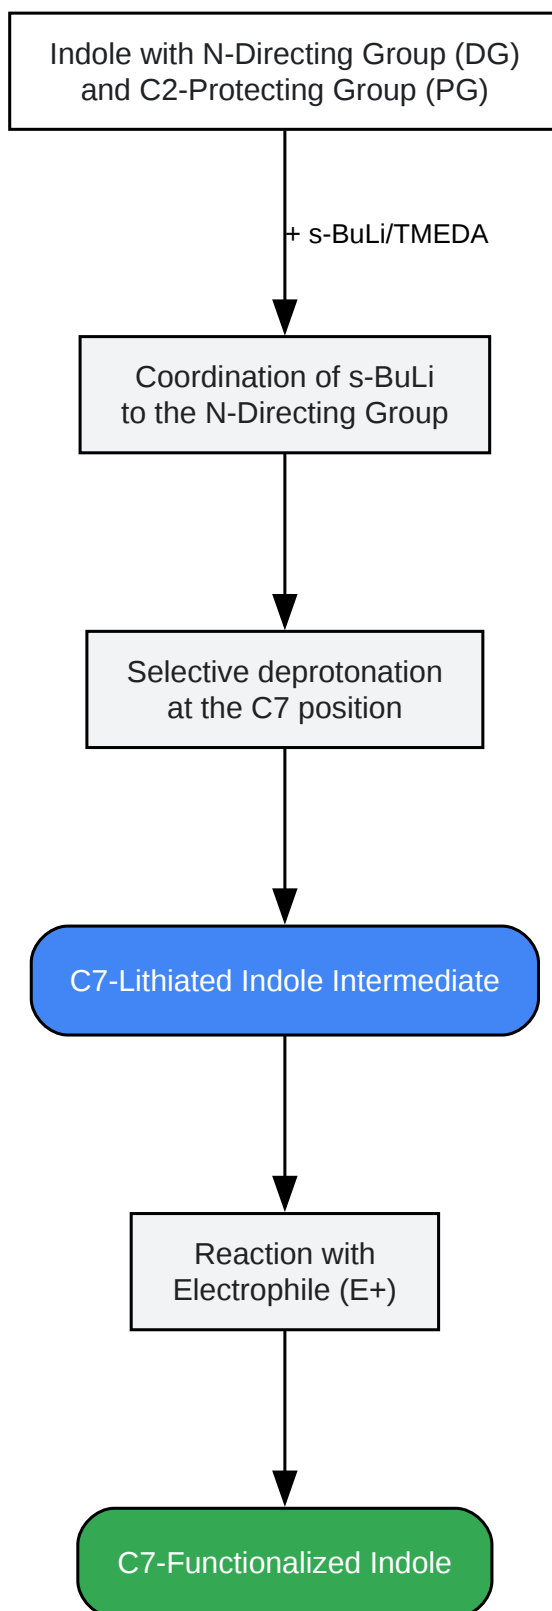 Indole with N-Directing Group (DG)
and C2-Protecting Group (PG)
+ s-BuLi/TMEDA
Coordination of s-BuLi
to the N-Directing Group
Selective deprotonation
at the C7 position
C7-Lithiated Indole Intermediate
Reaction with
Electrophile (E+)
C7-Functionalized Indole